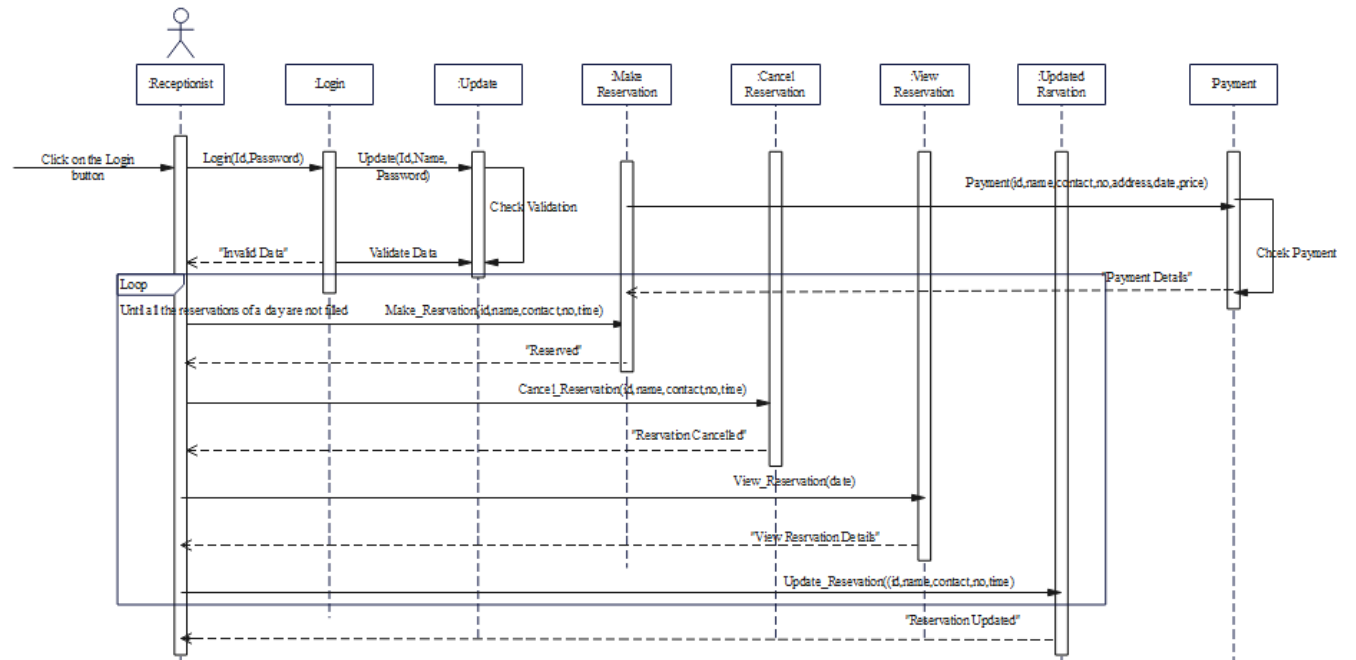 :Receptionist
:Login
:Update
:Make
Reservation
:Cancel
Reservation
:View
Reservation
:Updated
Rsrvation
Payment
Click on the Login
button
Login(Id,Password)
Update(Id,Name,
Password)
Payment(id,name,contact,no,address,date,price)
Check Validation
"Invalid Data"
Validate Data
Chcek Payment
"Payment Details"
Loop
Until all the reservations of a day are not filled
Make_Resrvation(id,name,contact,no,time)
"Reserved"
Cancel_Reservation(id,name,contact,no,time)
"Resrvation Cancelled"
View_Reservation(date)
"View Resrvation Details"
Update_Resevation((id,name,contact,no,time)
"Reservation Updated"